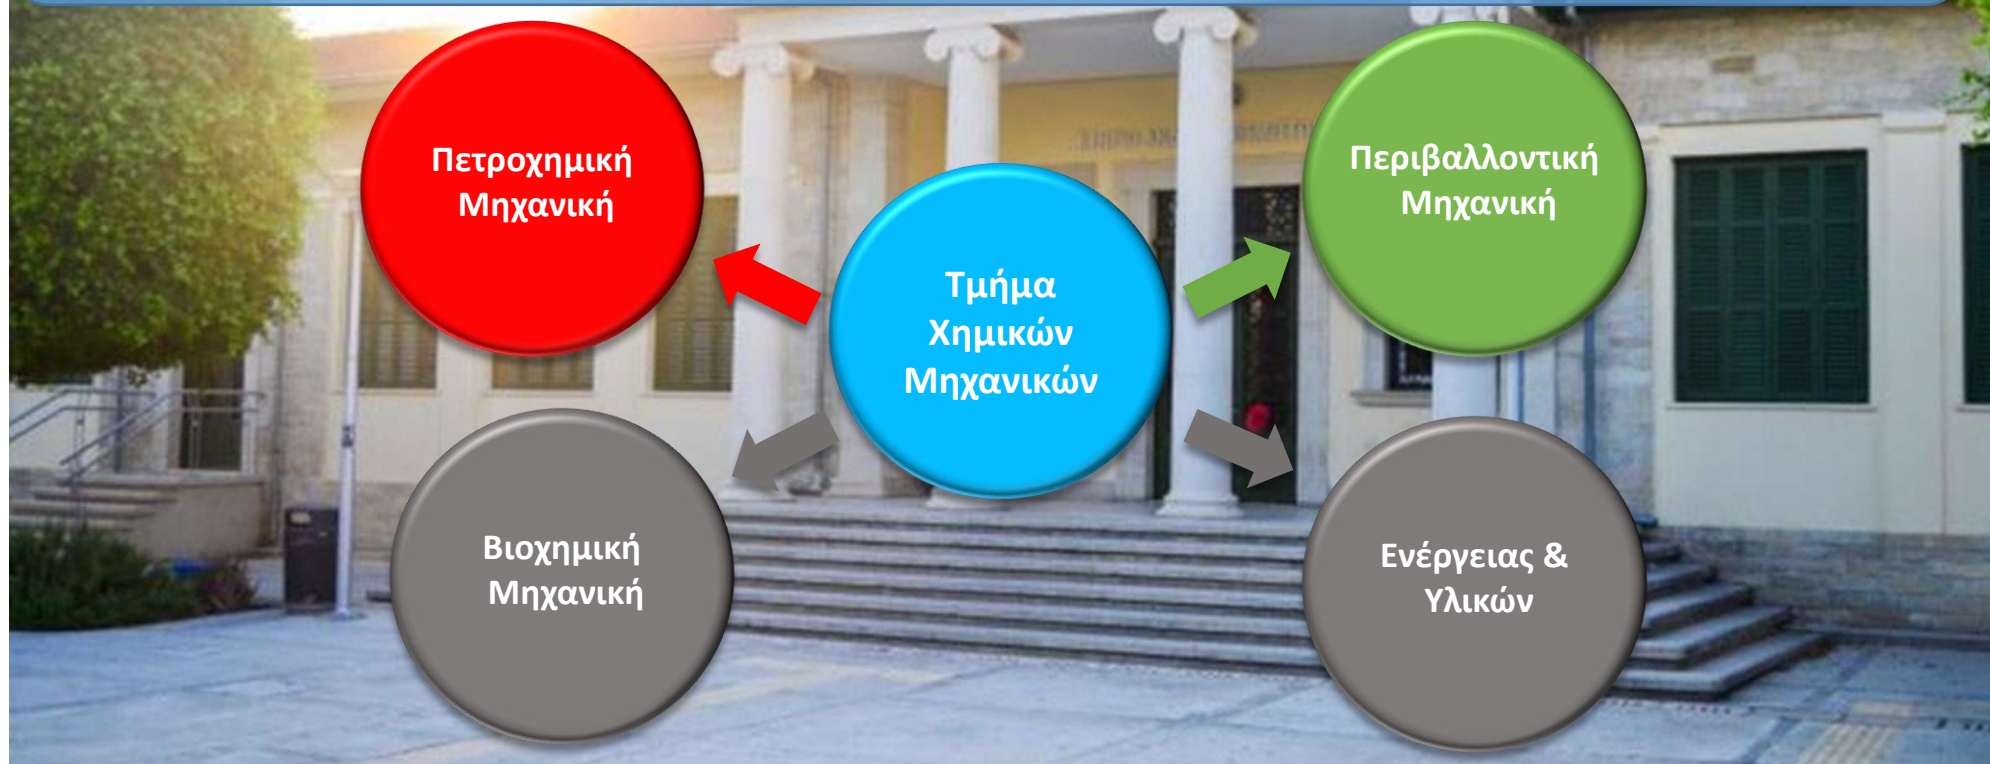 Πετροχημική
Μηχανική
Περιβαλλοντική
Μηχανική
Τμήμα
Χημικών
Μηχανικών
Βιοχημική
Μηχανική
Ενέργειας &
Υλικών